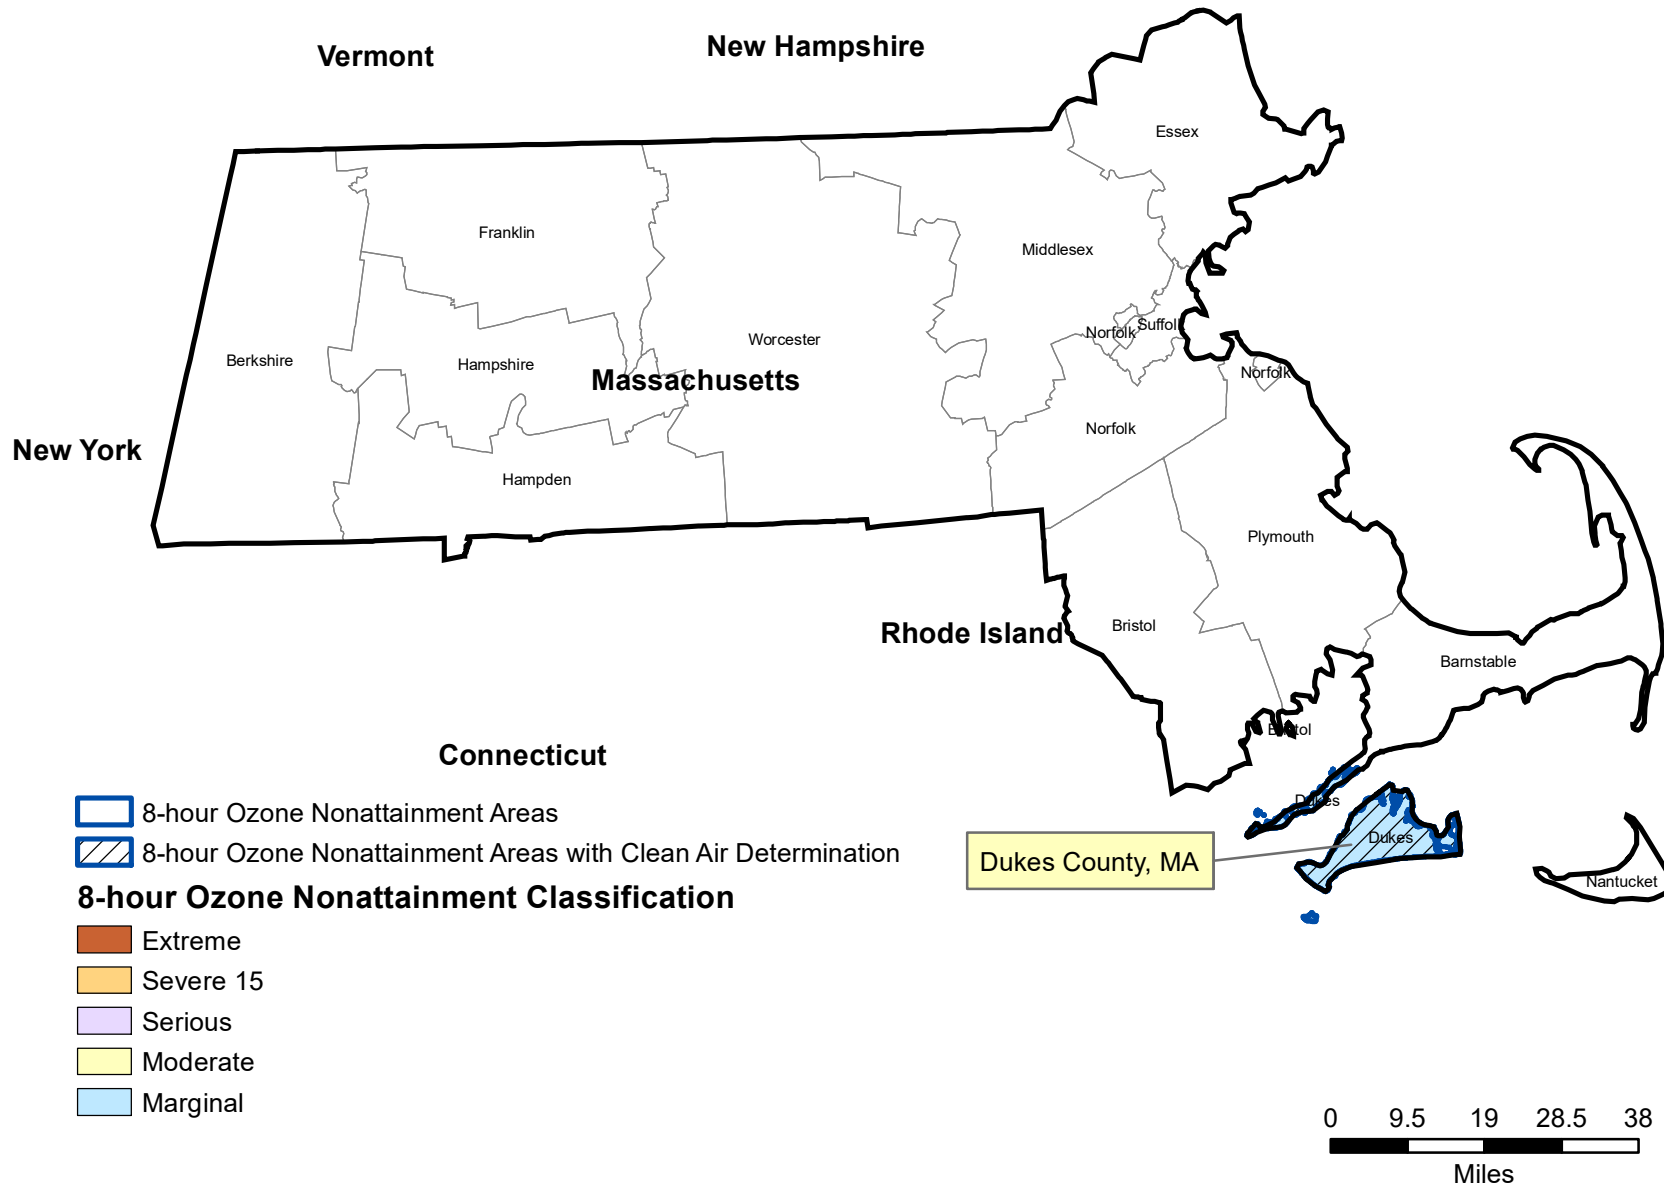 Vermont
New Hampshire
Essex
Franklin
Middlesex
Norfolk
Suffolk
Worcester
Berkshire
Hampshire
Massachusetts
Norfolk
Norfolk
New York
Hampden
Plymouth
Rhode Island
Bristol
Barnstable
Bristol
Connecticut
Dukes
Dukes
Dukes County, MA
Nantucket
8-hour Ozone Nonattainment Areas
8-hour Ozone Nonattainment Areas with Clean Air Determination
8-hour Ozone Nonattainment Classification
Extreme
Severe 15
Serious
Moderate
Marginal
0 9.5 19 28.5 38
Miles